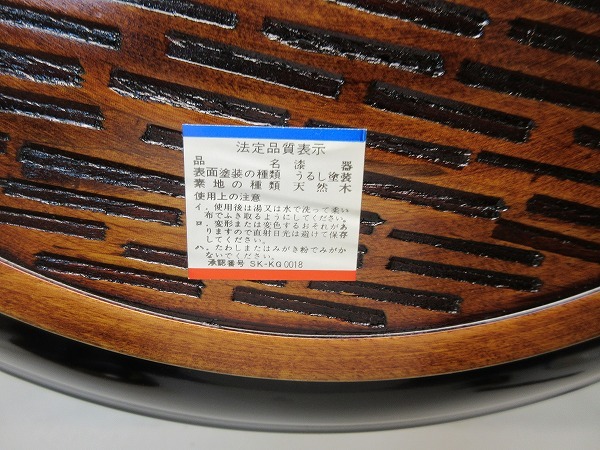 法定品質表示
品名 漆器
表面塗装の種類 うるし塗装
素地の種類 天然木
使用上の注意
イ．使用後は湯又は水で洗って柔い
布でふき取るようにしてください。
ロ．変形または変色するおそれがあ
りますので直射日光は避けて保存
してください。
ハ．たわしまたはみがき粉でみがか
ないでください。
承認番号 SK-KG0018